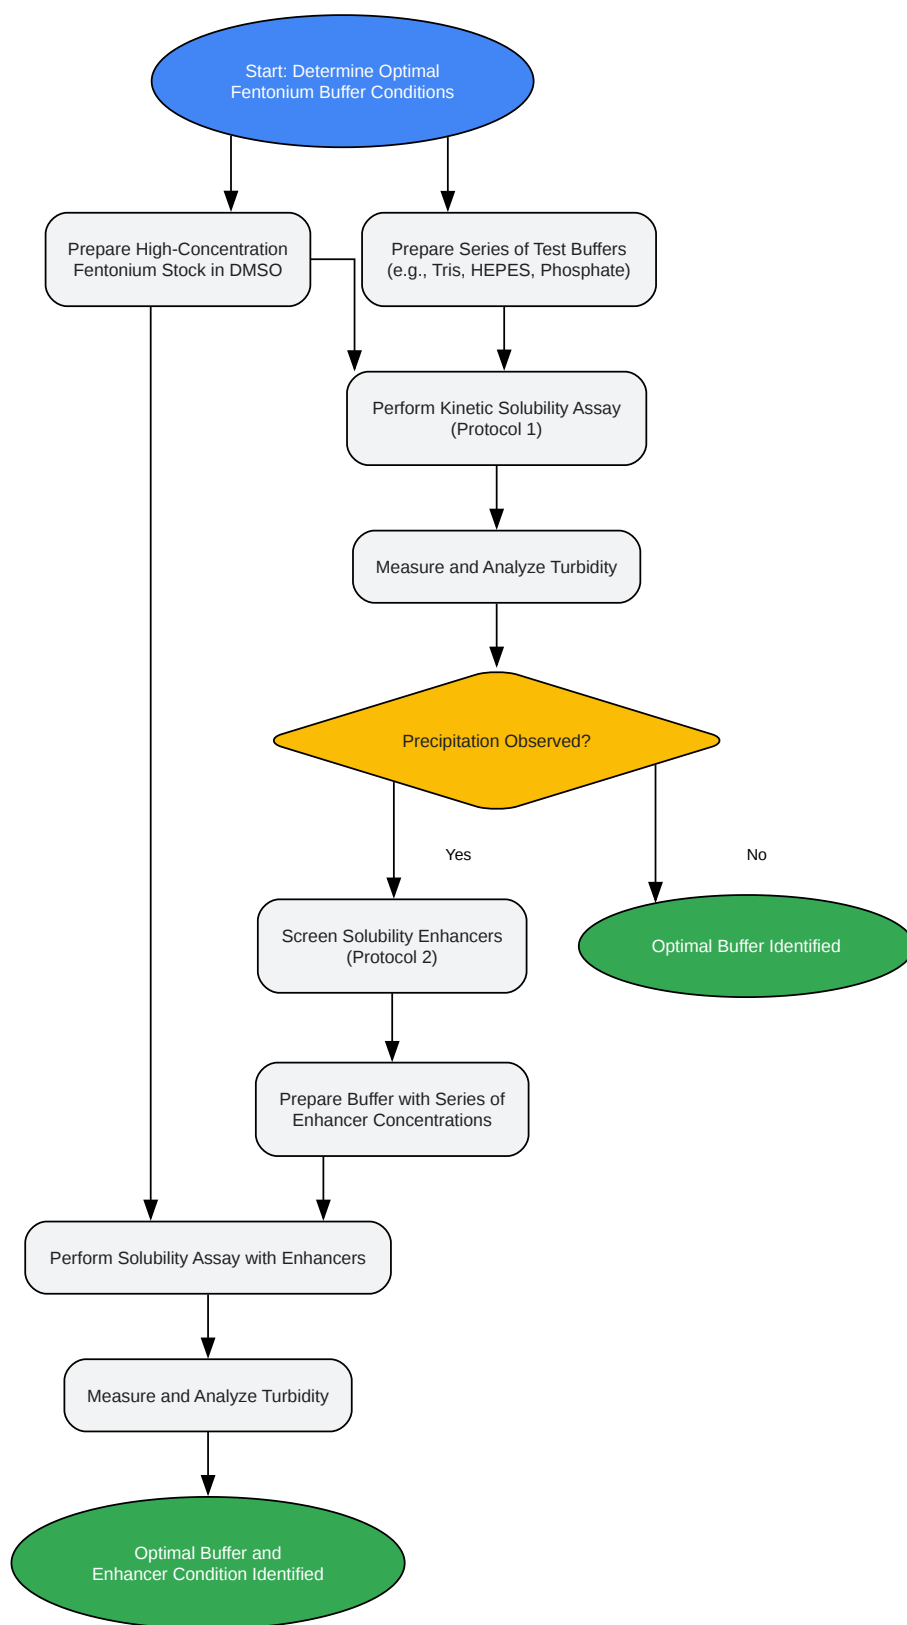 Start: Determine Optimal
Fentonium Buffer Conditions
Prepare High-Concentration
Fentonium Stock in DMSO
Prepare Series of Test Buffers
(e.g., Tris, HEPES, Phosphate)
Perform Kinetic Solubility Assay
(Protocol 1)
Measure and Analyze Turbidity
Precipitation Observed?
Yes
No
Screen Solubility Enhancers
(Protocol 2)
Optimal Buffer Identified
Prepare Buffer with Series of
Enhancer Concentrations
Perform Solubility Assay with Enhancers
Measure and Analyze Turbidity
Optimal Buffer and
Enhancer Condition Identified